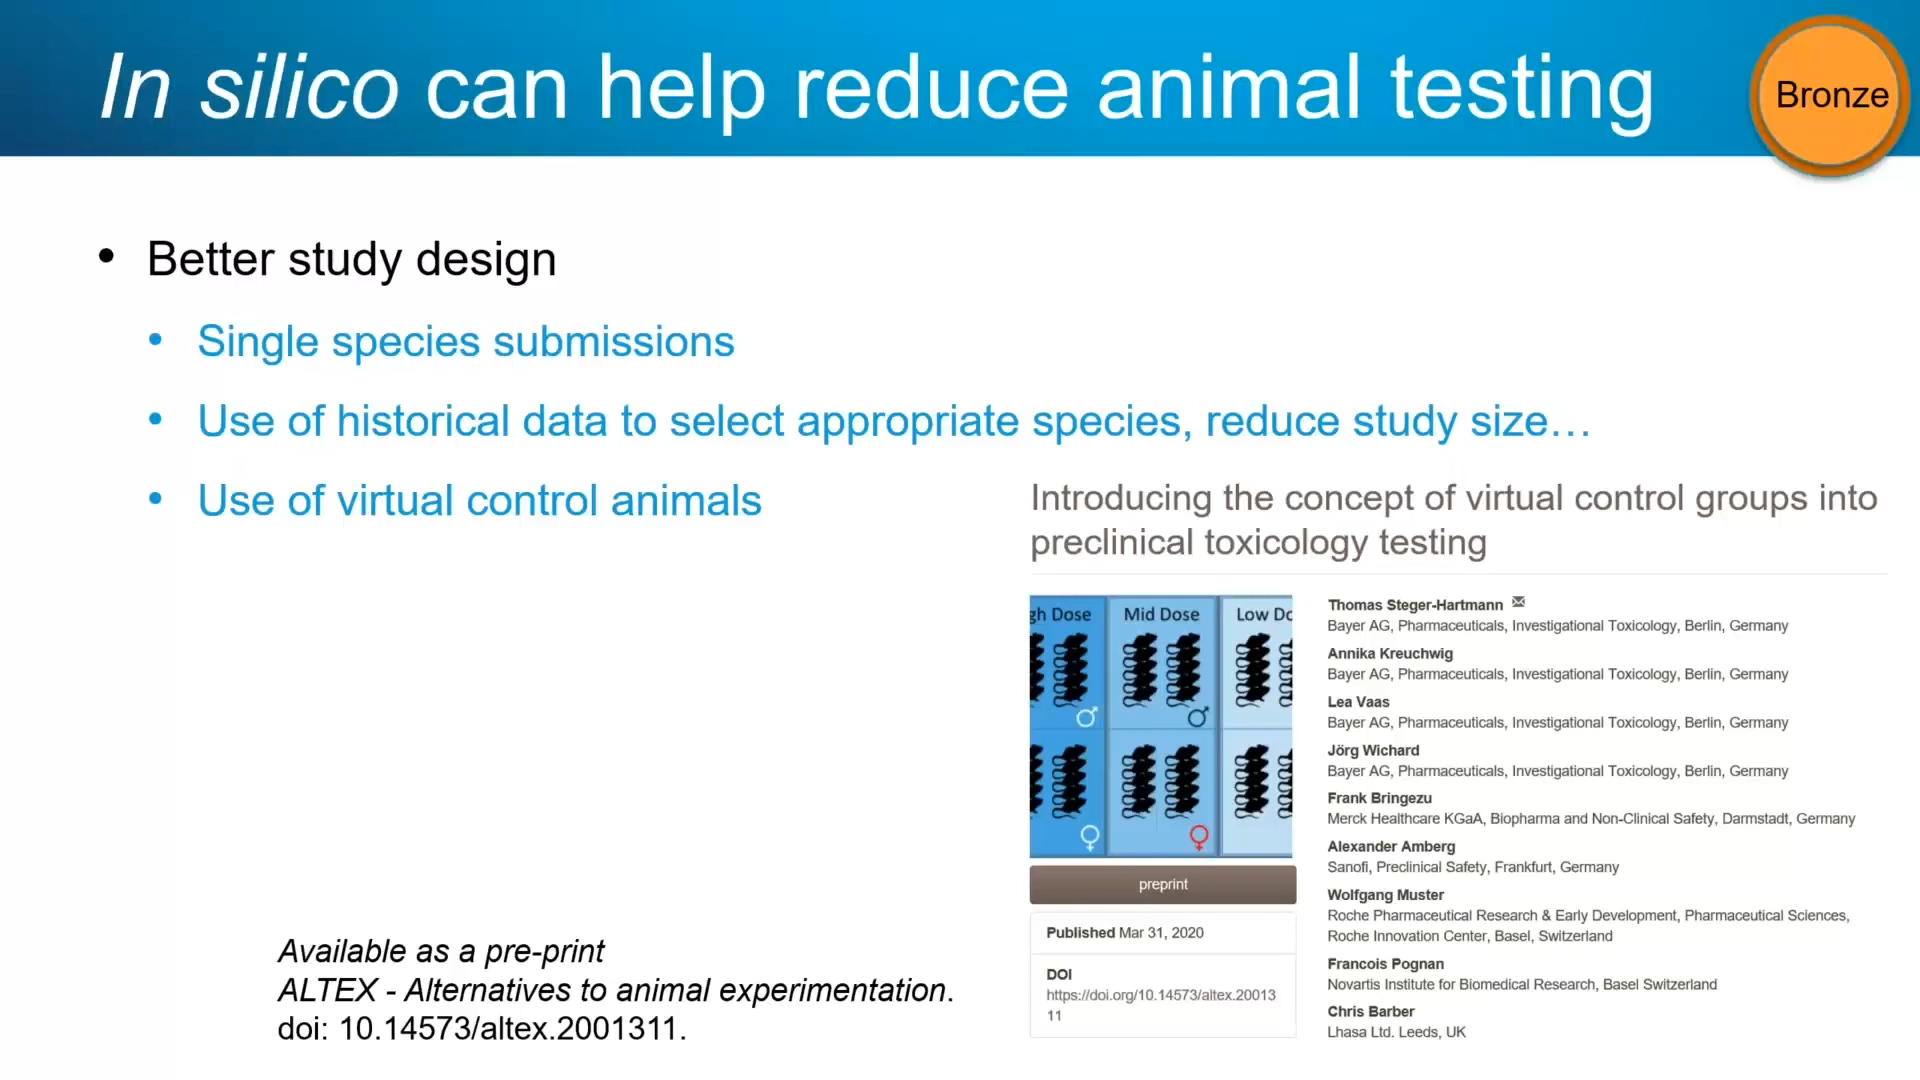 In silico can help reduce animal testing
Bronze
• Better study design
• Single species submissions
• Use of historical data to select appropriate species, reduce study size…
• Use of virtual control animals
Introducing the concept of virtual control groups into
preclinical toxicology testing
gh Dose
Mid Dose
Low Do
♂
♂
♀
♀
preprint
Published Mar 31, 2020
DOI
https://doi.org/10.14573/altex.20013
11
Thomas Steger-Hartmann ✉
Bayer AG, Pharmaceuticals, Investigational Toxicology, Berlin, Germany
Annika Kreuchwig
Bayer AG, Pharmaceuticals, Investigational Toxicology, Berlin, Germany
Lea Vaas
Bayer AG, Pharmaceuticals, Investigational Toxicology, Berlin, Germany
Jörg Wichard
Bayer AG, Pharmaceuticals, Investigational Toxicology, Berlin, Germany
Frank Bringezu
Merck Healthcare KGaA, Biopharma and Non-Clinical Safety, Darmstadt, Germany
Alexander Amberg
Sanofi, Preclinical Safety, Frankfurt, Germany
Wolfgang Muster
Roche Pharmaceutical Research & Early Development, Pharmaceutical Sciences,
Roche Innovation Center, Basel, Switzerland
Francois Pognan
Novartis Institute for Biomedical Research, Basel Switzerland
Chris Barber
Lhasa Ltd. Leeds, UK
Available as a pre-print
ALTEX - Alternatives to animal experimentation.
doi: 10.14573/altex.2001311.